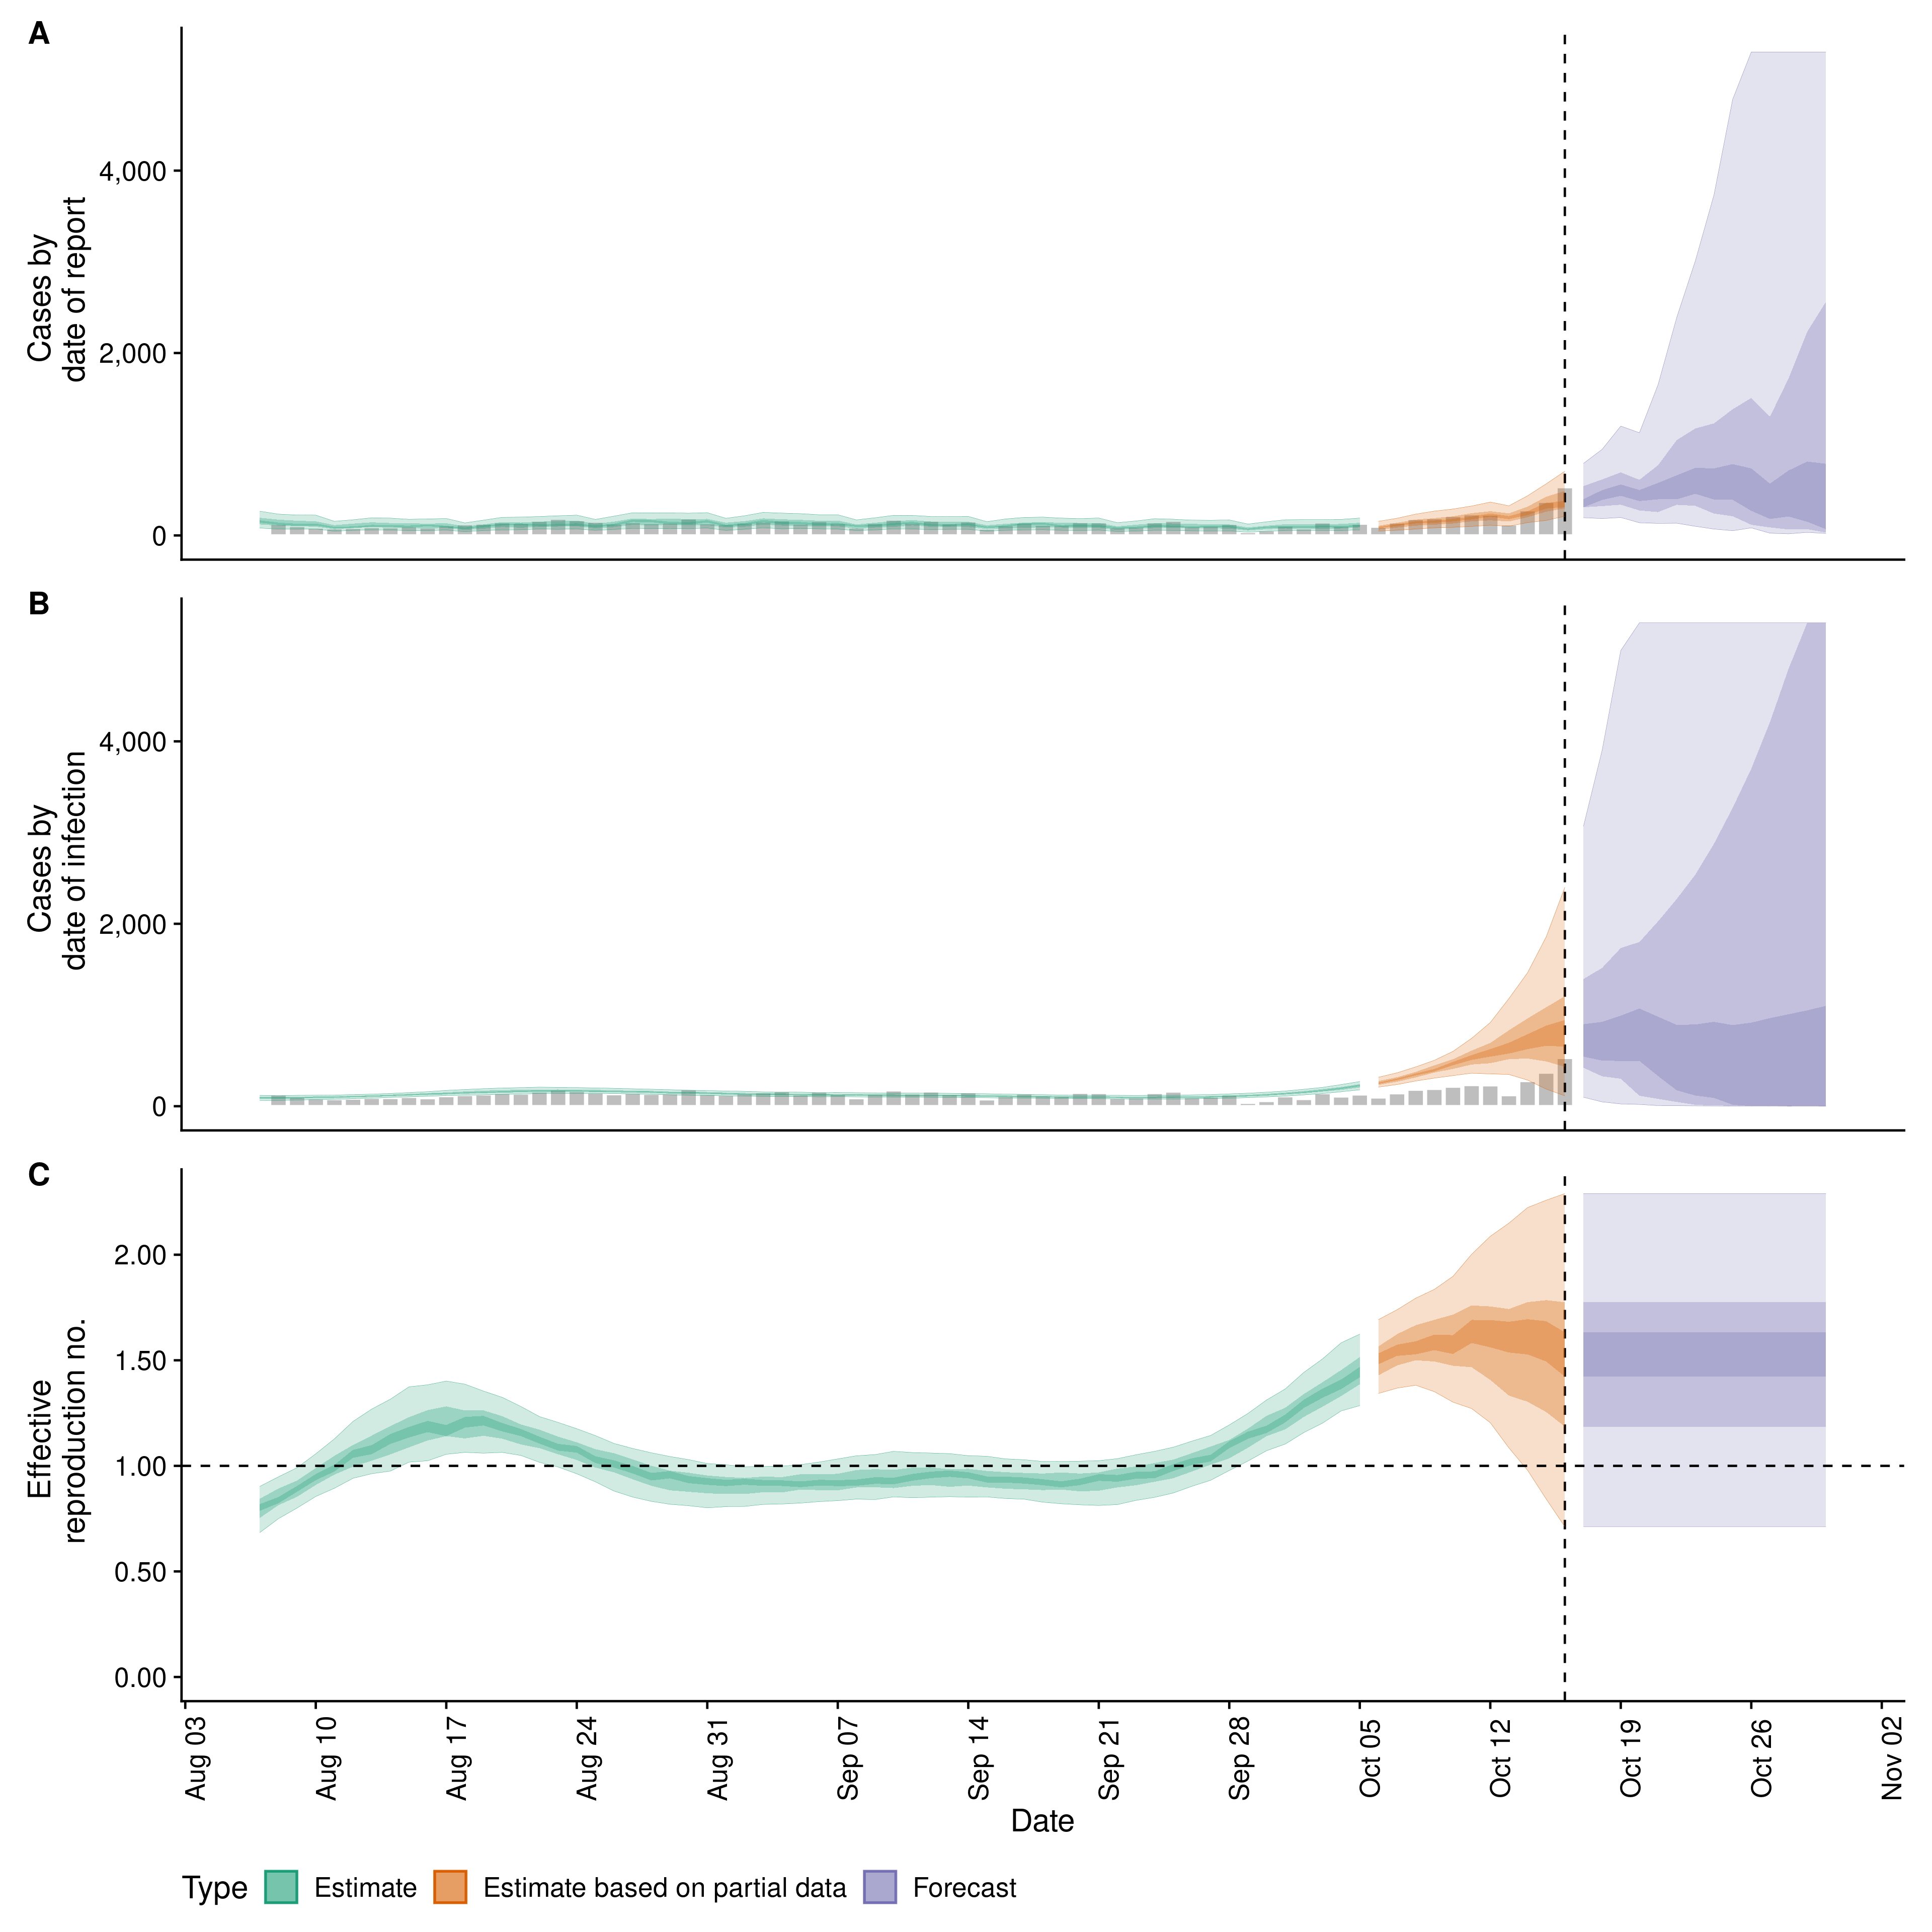 A
Cases by
date of report
4,000
2,000
0
B
Cases by
date of infection
4,000
2,000
0
C
Effective
reproduction no.
2.00
1.50
1.00
0.50
0.00
Aug 03
Aug 10
Aug 17
Aug 24
Aug 31
Sep 07
Sep 14
Sep 21
Sep 28
Oct 05
Oct 12
Oct 19
Oct 26
Nov 02
Date
Type Estimate Estimate based on partial data Forecast